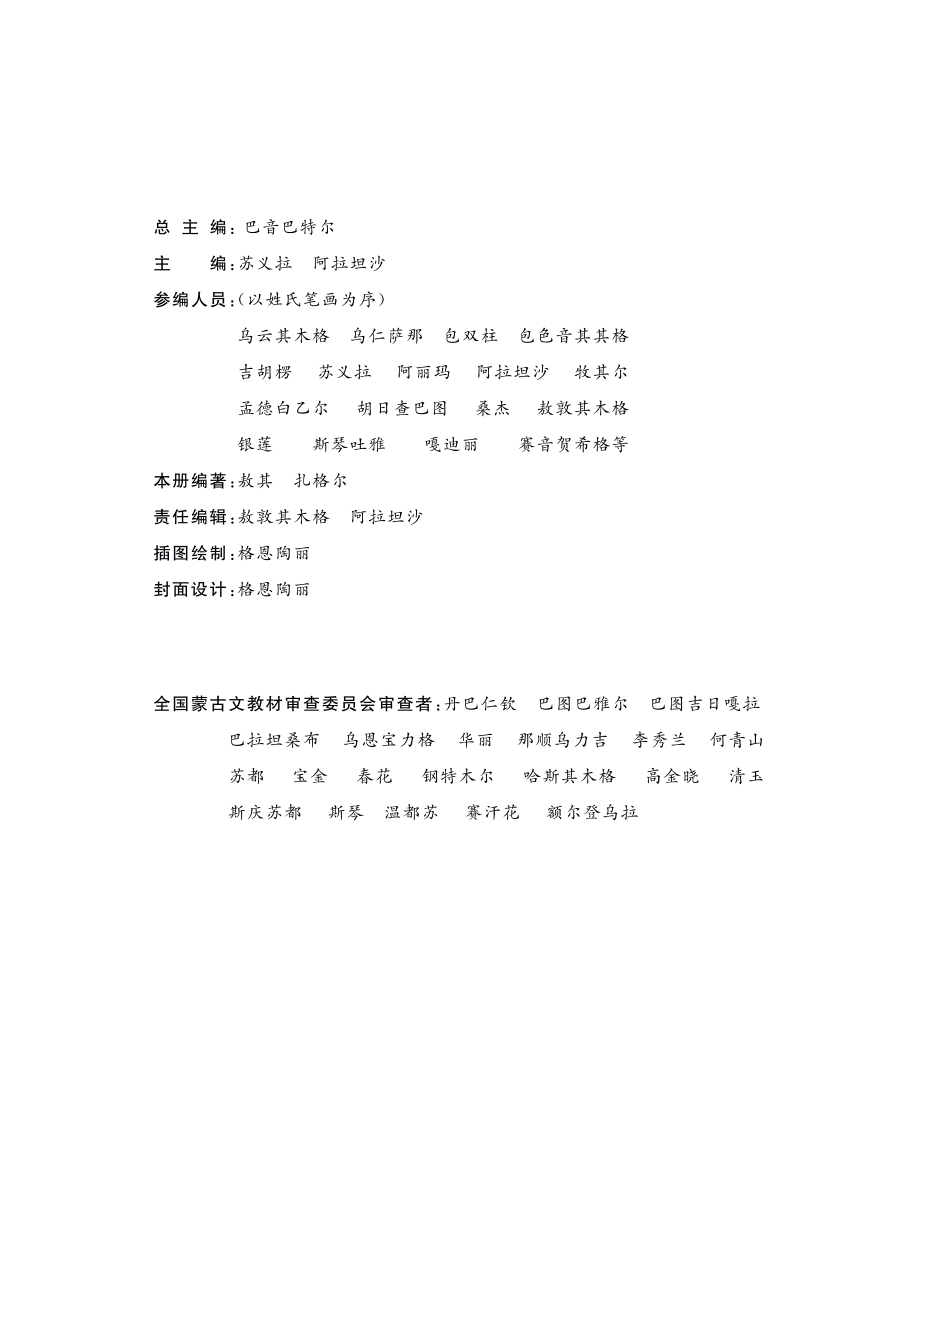 总 主 编: 巴音巴特尔
主　　编:苏义拉　阿拉坦沙
参编人员:(以姓氏笔画为序)
乌云其木格　乌仁萨那　包双柱　包色音其其格
吉胡楞　苏义拉　阿丽玛　阿拉坦沙　牧其尔
孟德白乙尔　胡日查巴图　桑杰　敖敦其木格
银莲　斯琴吐雅　嘎迪丽　赛音贺希格等
本册编著:敖其　扎格尔
责任编辑:敖敦其木格　阿拉坦沙
插图绘制:格恩陶丽
封面设计:格恩陶丽
全国蒙古文教材审查委员会审查者:丹巴仁钦　巴图巴雅尔　巴图吉日嘎拉
巴拉坦桑布　乌恩宝力格　华丽　那顺乌力吉　李秀兰　何青山
苏都　宝金　春花　钢特木尔　哈斯其木格　高金晓　清玉
斯庆苏都　斯琴　温都苏　赛汗花　额尔登乌拉